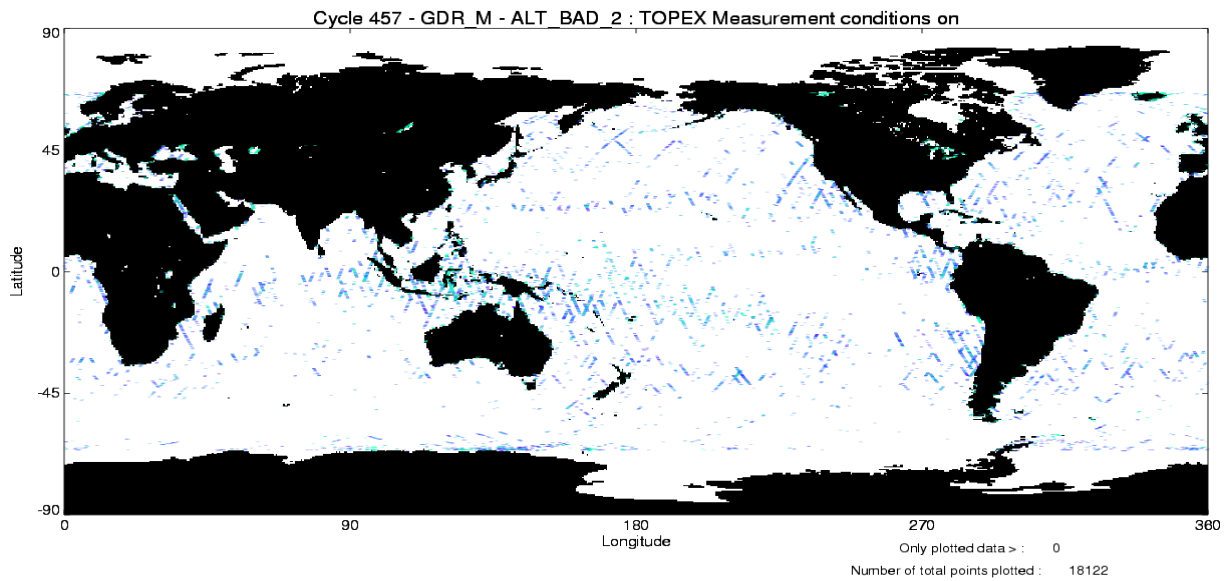 Cycle 457 - GDR_M - ALT_BAD_2 : TOPEX Measurement conditions on
90
45
0
-45
-90
Latitude
0 90 180 270 360
Longitude
Only plotted data > : 0
Number of total points plotted : 18122